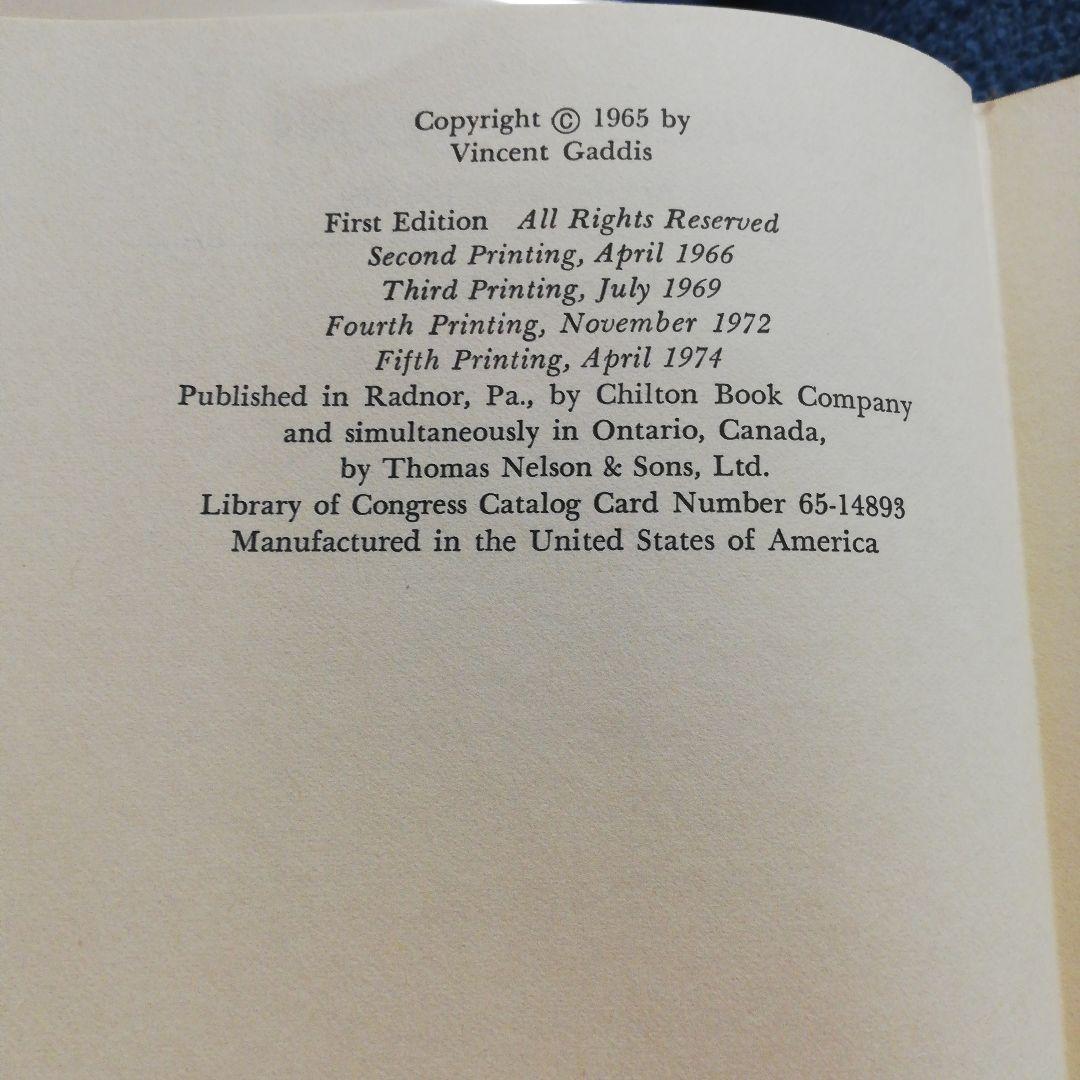 Copyright © 1965 by
Vincent Gaddis
First Edition All Rights Reserved
Second Printing, April 1966
Third Printing, July 1969
Fourth Printing, November 1972
Fifth Printing, April 1974
Published in Radnor, Pa., by Chilton Book Company
and simultaneously in Ontario, Canada,
by Thomas Nelson & Sons, Ltd.
Library of Congress Catalog Card Number 65-14893
Manufactured in the United States of America